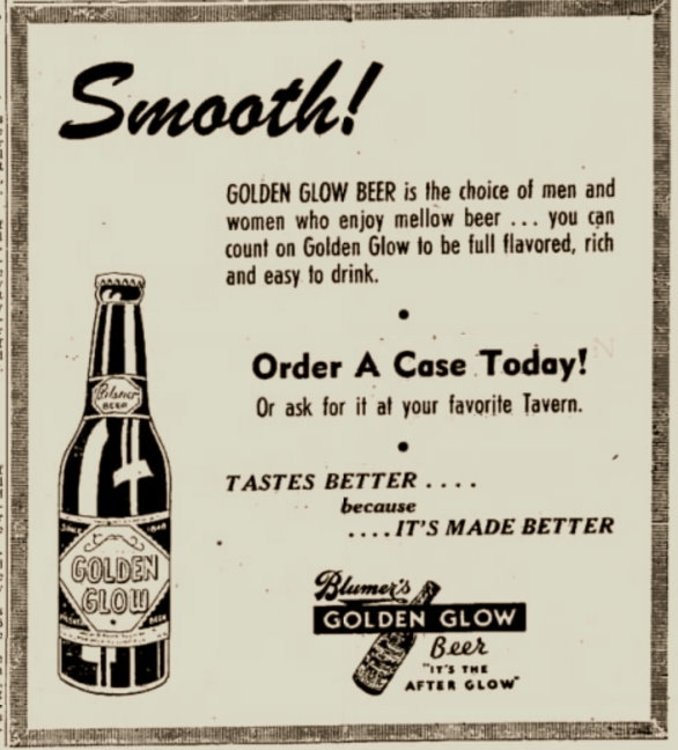 Smooth!
GOLDEN GLOW BEER is the choice of men and
women who enjoy mellow beer ... you can
count on Golden Glow to be full flavored, rich
and easy to drink.
Order A Case Today!
Or ask for it at your favorite Tavern.
TASTES BETTER ....
because
....IT'S MADE BETTER
Pilsner
BEER
GOLDEN
GLOW
BEER
Blumer's
GOLDEN GLOW
Beer
"IT'S THE
AFTER GLOW"